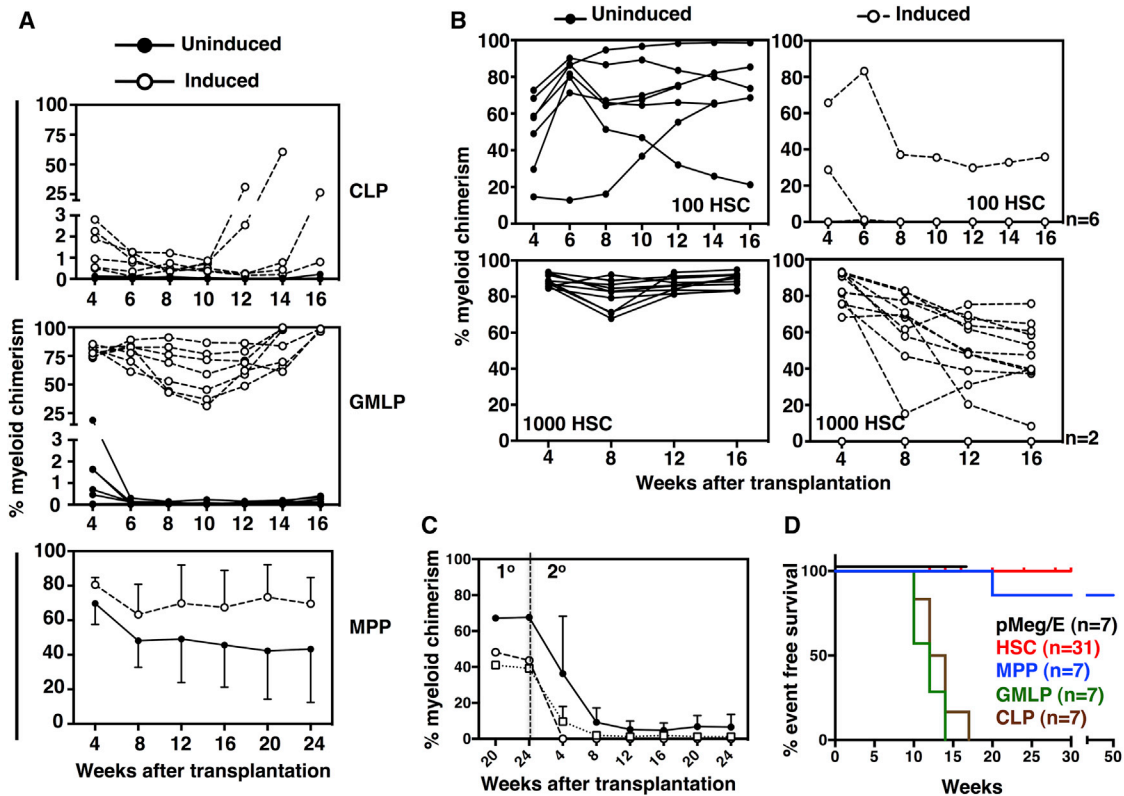 A
Uninduced
Induced
100
75
50
25
3
2
1
0
4 6 8 10 12 14 16
CLP
100
75
50
25
3
2
1
0
4 6 8 10 12 14 16
GMLP
100
80
60
40
20
0
4 8 12 16 20 24
MPP
% myeloid chimerism
Weeks after transplantation
B
Uninduced
Induced
100
80
60
40
20
0
4 6 8 10 12 14 16
100 HSC
100
80
60
40
20
0
4 6 8 10 12 14 16
100 HSC
n=6
100
80
60
40
20
0
4 8 12 16
1000 HSC
100
80
60
40
20
0
4 8 12 16
1000 HSC
n=2
% myeloid chimerism
Weeks after transplantation
C
1o 2o
100
80
60
40
20
0
20 24 4 8 12 16 24 24
% myeloid chimerism
Weeks after transplantation
D
100
50
0
0 5 10 15 20 25 30 50
pMeg/E (n=7)
HSC (n=31)
MPP (n=7)
GMLP (n=7)
CLP (n=7)
% event free survival
Weeks